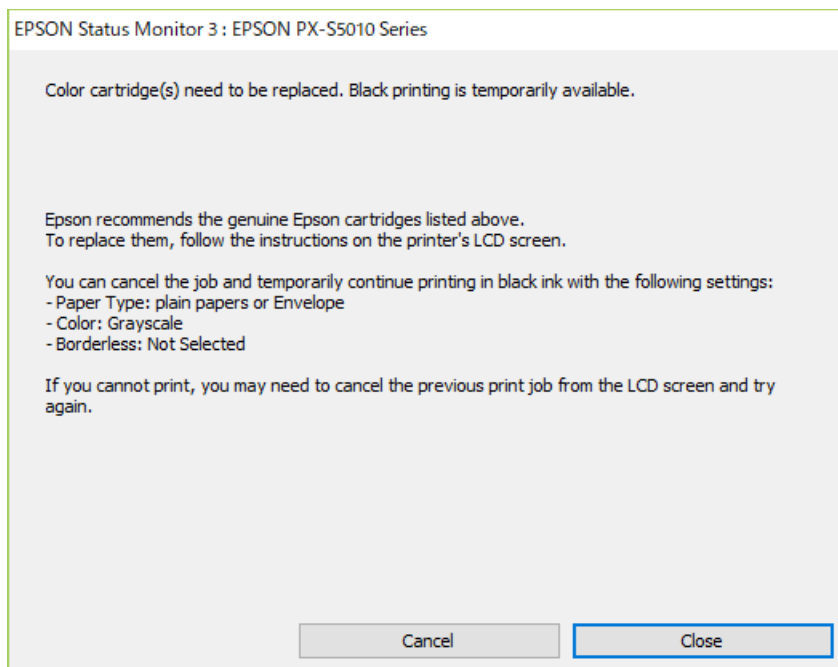 EPSON Status Monitor 3 : EPSON PX-S5010 Series
Color cartridge(s) need to be replaced. Black printing is temporarily available.
Epson recommends the genuine Epson cartridges listed above.
To replace them, follow the instructions on the printer's LCD screen.
You can cancel the job and temporarily continue printing in black ink with the following settings:
- Paper Type: plain papers or Envelope
- Color: Grayscale
- Borderless: Not Selected
If you cannot print, you may need to cancel the previous print job from the LCD screen and try
again.
Cancel Close